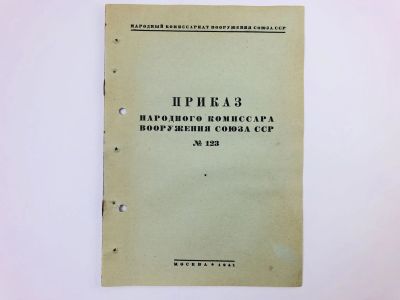 НАРОДНЫЙ КОМИССАРИАТ ВООРУЖЕНИЯ СОЮЗА ССР
ПРИКАЗ
НАРОДНОГО КОМИССАРА
ВООРУЖЕНИЯ СОЮЗА ССР
№ 123
МОСКВА * 1941